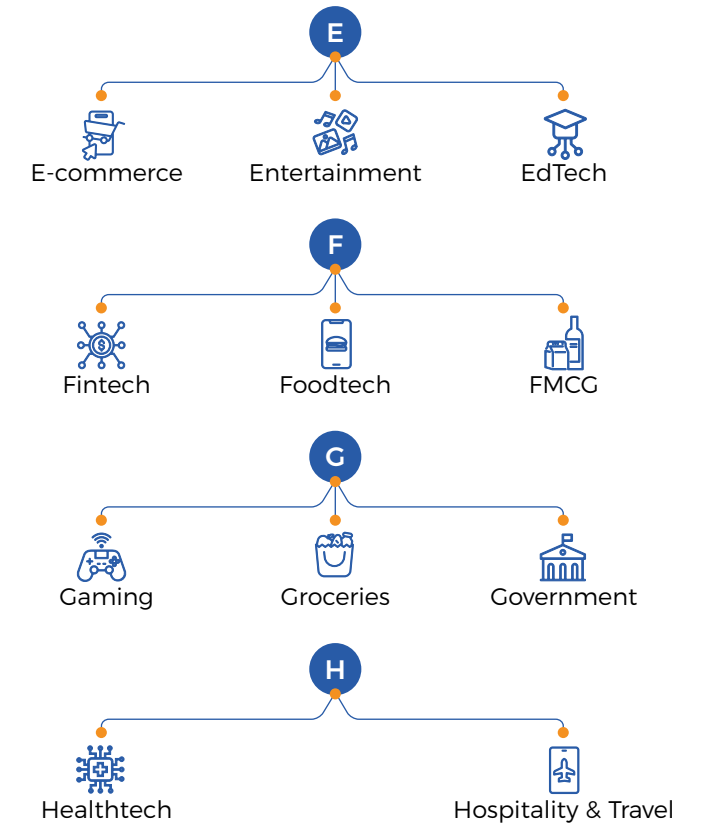 E
E-commerce
Entertainment
EdTech
F
$
Fintech
Foodtech
FMCG
G
Gaming
Groceries
Government
H
Healthtech
Hospitality & Travel